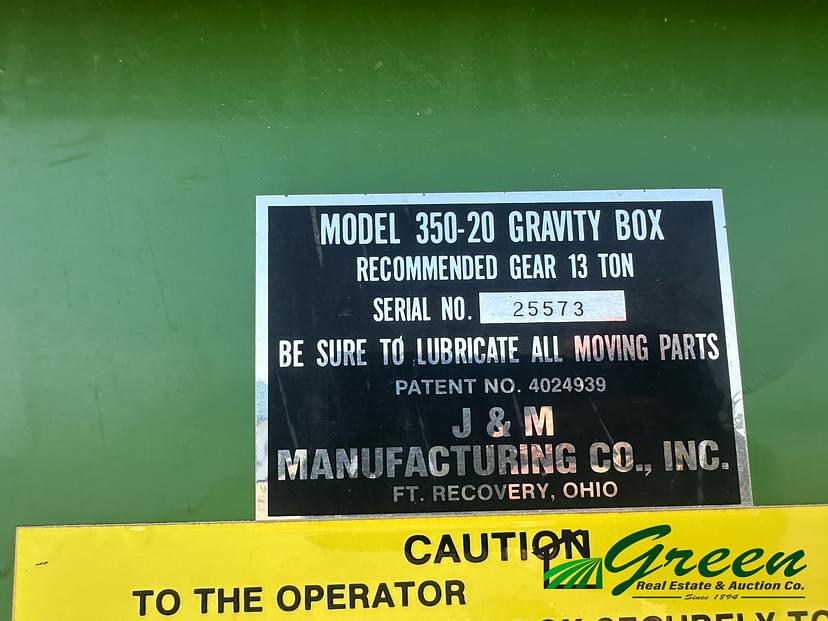 MODEL 350-20 GRAVITY BOX
RECOMMENDED GEAR 13 TON
SERIAL NO. 25573
BE SURE TO LUBRICATE ALL MOVING PARTS
PATENT NO. 4024939
J & M
MANUFACTURING CO., INC.
FT. RECOVERY, OHIO
CAUTION
TO THE OPERATOR
SECURELY TO
Green
Real Estate & Auction Co.
Since 1894